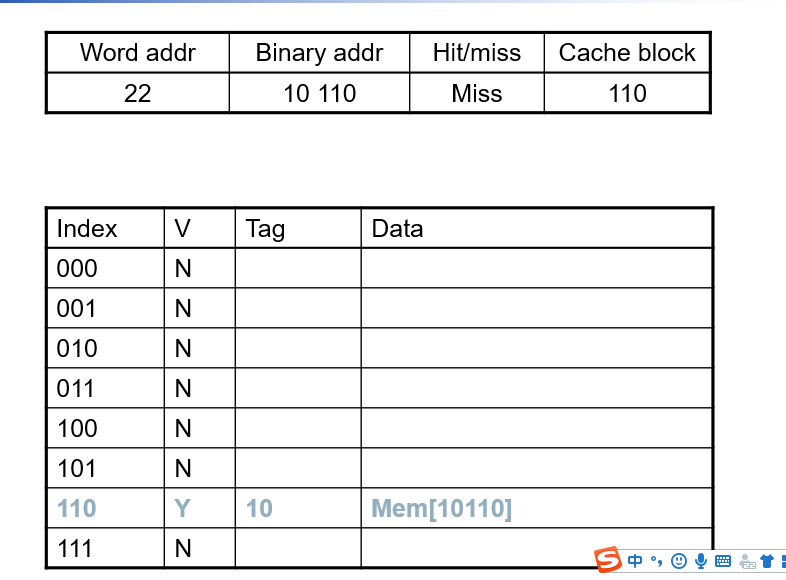 Word addr Binary addr Hit/miss Cache block
22 10 110 Miss 110
Index V Tag Data
000 N
001 N
010 N
011 N
100 N
101 N
110 Y 10 Mem[10110]
111 N
S 中 °,